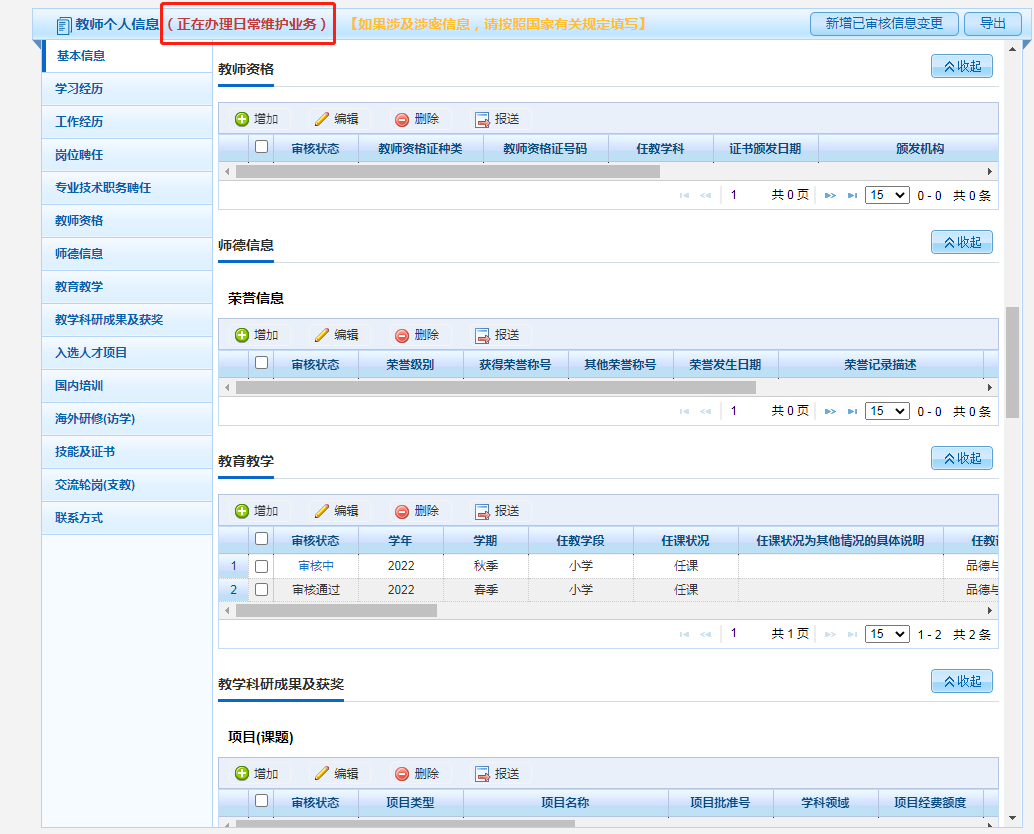 教师个人信息（正在办理日常维护业务）【如果涉及涉密信息，请按照国家有关规定填写】 新增已审核信息变更 导出
基本信息
学习经历
工作经历
岗位聘任
专业技术职务聘任
教师资格
师德信息
教育教学
教学科研成果及获奖
入选人才项目
国内培训
海外研修(访学)
技能及证书
交流轮岗(支教)
联系方式
教师资格 收起
增加 编辑 删除 报送
审核状态 教师资格证种类 教师资格证号码 任教学科 证书颁发日期 颁发机构
1 共 0 页 15 0 - 0 共 0 条
师德信息 收起
荣誉信息
增加 编辑 删除 报送
审核状态 荣誉级别 获得荣誉称号 其他荣誉称号 荣誉发生日期 荣誉记录描述
1 共 0 页 15 0 - 0 共 0 条
教育教学 收起
增加 编辑 删除 报送
审核状态 学年 学期 任教学段 任课状况 任课状况为其他情况的具体说明 任教
1 审核中 2022 秋季 小学 任课 品德与
2 审核通过 2022 春季 小学 任课 品德与
1 共 1 页 15 1 - 2 共 2 条
教学科研成果及获奖 收起
项目(课题)
增加 编辑 删除 报送
审核状态 项目类型 项目名称 项目批准号 学科领域 项目经费额度